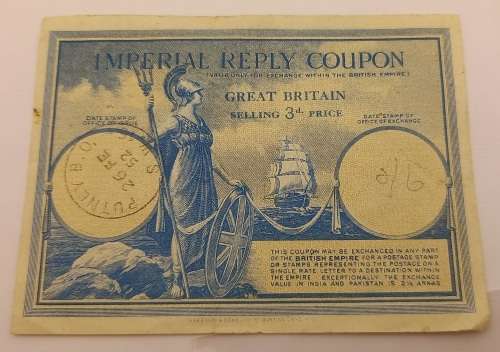 IMPERIAL REPLY COUPON
(VALID ONLY FOR EXCHANGE WITHIN THE BRITISH EMPIRE)
GREAT BRITAIN
SELLING 3d. PRICE
DATE STAMP OF
OFFICE OF ISSUE
DATE STAMP OF
OFFICE OF EXCHANGE
PUTNEY B.O.
26 FE
52
S.W.
THIS COUPON MAY BE EXCHANGED IN ANY PART
OF THE BRITISH EMPIRE FOR A POSTAGE STAMP
OR STAMPS REPRESENTING THE POSTAGE ON A
SINGLE RATE LETTER TO A DESTINATION WITHIN
THE EMPIRE EXCEPTIONALLY THE EXCHANGE
VALUE IN INDIA AND PAKISTAN IS 2½ ANNAS